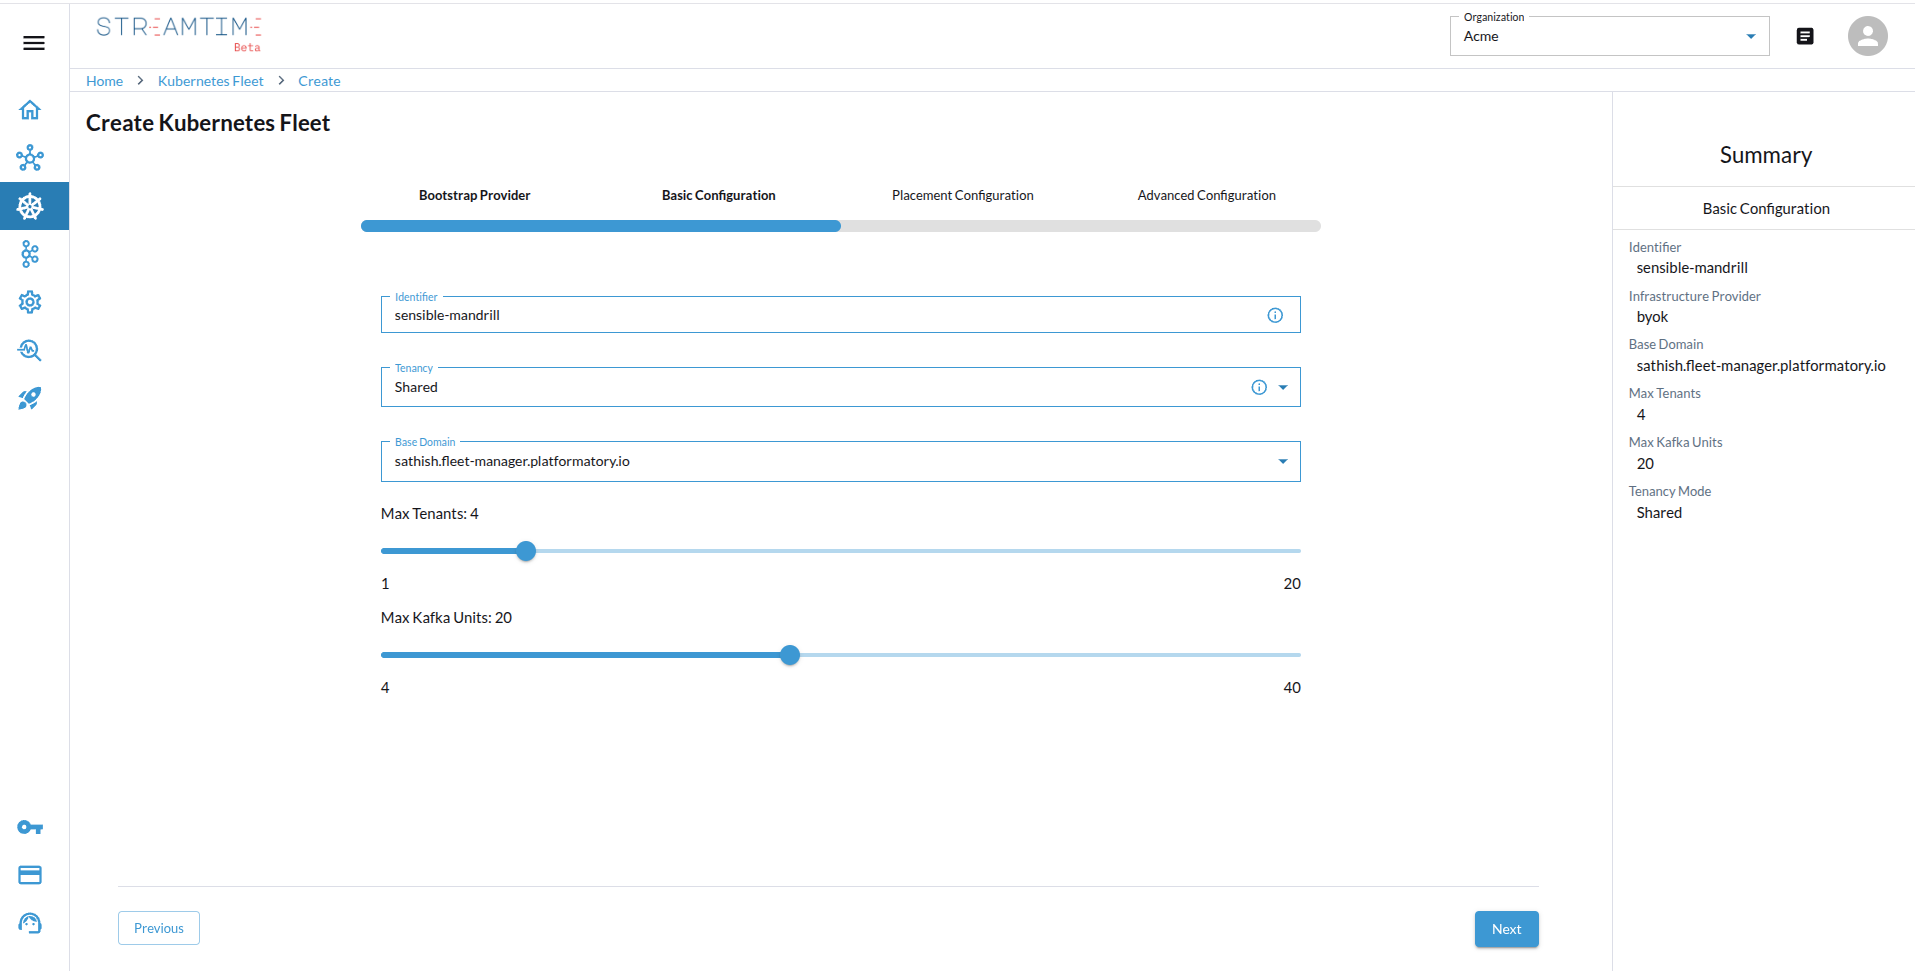 STREAMTIME
Beta
Organization
Acme
Home > Kubernetes Fleet > Create
Create Kubernetes Fleet
Bootstrap Provider
Basic Configuration
Placement Configuration
Advanced Configuration
Identifier
sensible-mandrill
Tenancy
Shared
Base Domain
sathish.fleet-manager.platformatory.io
Max Tenants: 4
1
20
Max Kafka Units: 20
4
40
Previous
Next
Summary
Basic Configuration
Identifier
sensible-mandrill
Infrastructure Provider
byok
Base Domain
sathish.fleet-manager.platformatory.io
Max Tenants
4
Max Kafka Units
20
Tenancy Mode
Shared